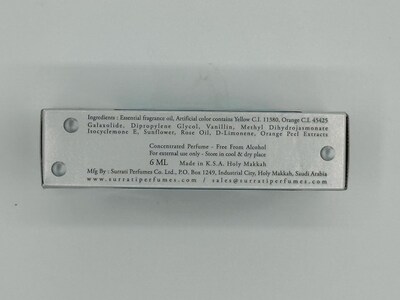 Ingredients : Essential fragrance oil, Artificial color contains Yellow C.I. 11380, Orange C.I. 45425
Galaxolide, Dipropylene Glycol, Vanillin, Methyl Dihydrojasmonate
Isocyclemone E, Sunflower, Rose Oil, D-Limonene, Orange Peel Extracts
Concentrated Perfume - Free From Alcohol
For external use only - store in cool & dry place
6 ML Made in K.S.A. Holy Makkah
Mfg By : Surrati Perfumes Co. Ltd., P.O. Box 1249, Industrial City, Holy Makkah, Saudi Arabia
www.surratiperfumes.com / sales@surratiperfumes.com